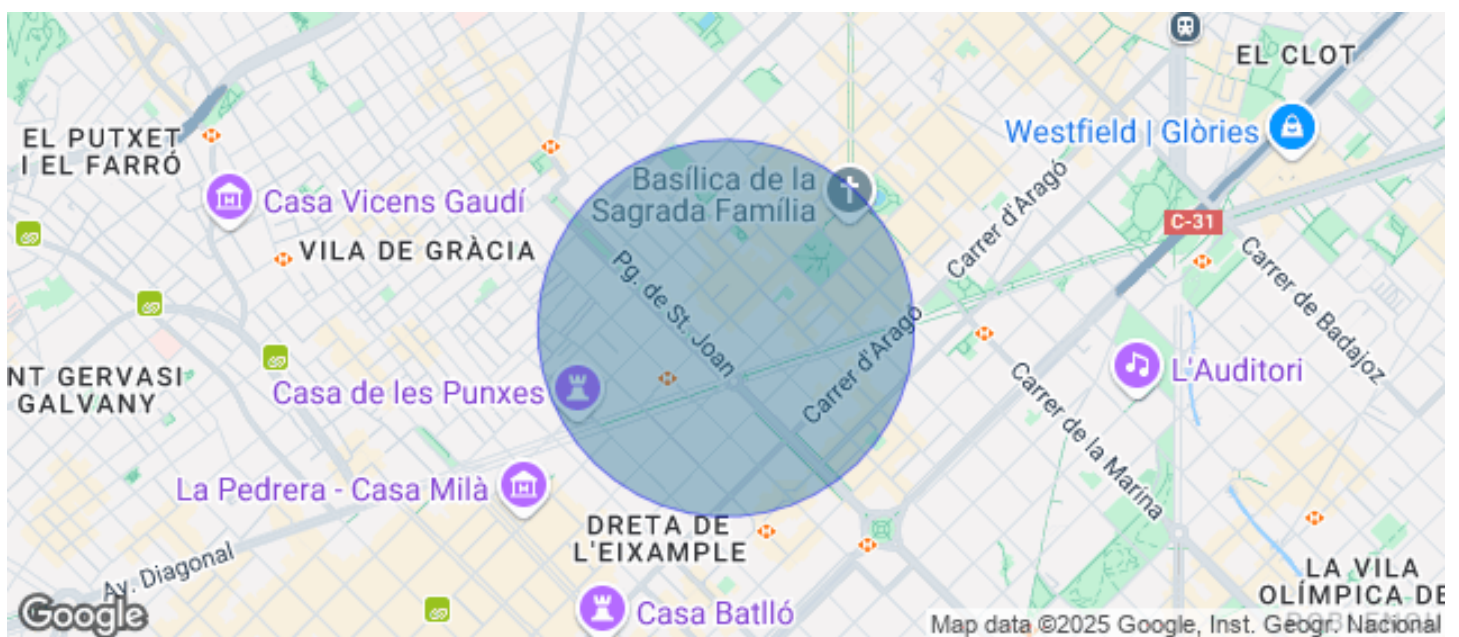 EL CLOT
Westfield | Glòries
EL PUTXET
I EL FARRÓ
Casa Vicens Gaudí
Basílica de la
Sagrada Família
Carrer d'Aragó
C-31
VILA DE GRÀCIA
Pg. de St. Joan
Carrer de Badajoz
NT GERVASI
GALVANY
Casa de les Punxes
Carrer d'Aragó
L'Auditori
Carrer de la Marina
La Pedrera - Casa Milà
DRETA DE
L'EIXAMPLE
Av. Diagonal
LA VILA
OLÍMPICA DE
Google
Casa Batlló
Map data ©2025 Google, Inst. Geogr. Nacional